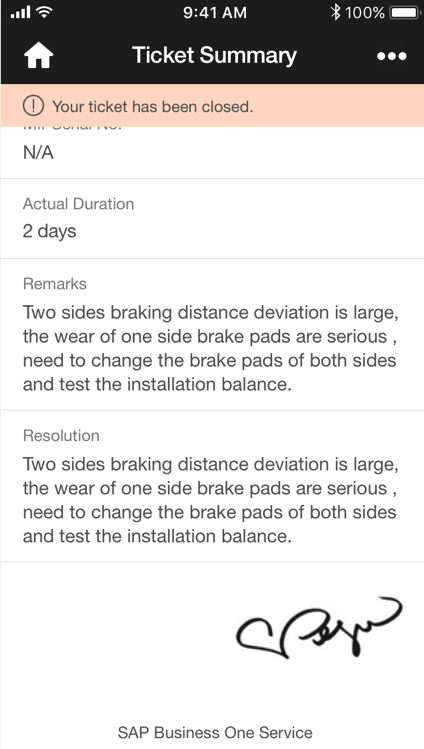 9:41 AM
100%
Ticket Summary
Your ticket has been closed.
N/A
Actual Duration
2 days
Remarks
Two sides braking distance deviation is large,
the wear of one side brake pads are serious ,
need to change the brake pads of both sides
and test the installation balance.
Resolution
Two sides braking distance deviation is large,
the wear of one side brake pads are serious ,
need to change the brake pads of both sides
and test the installation balance.
SAP Business One Service